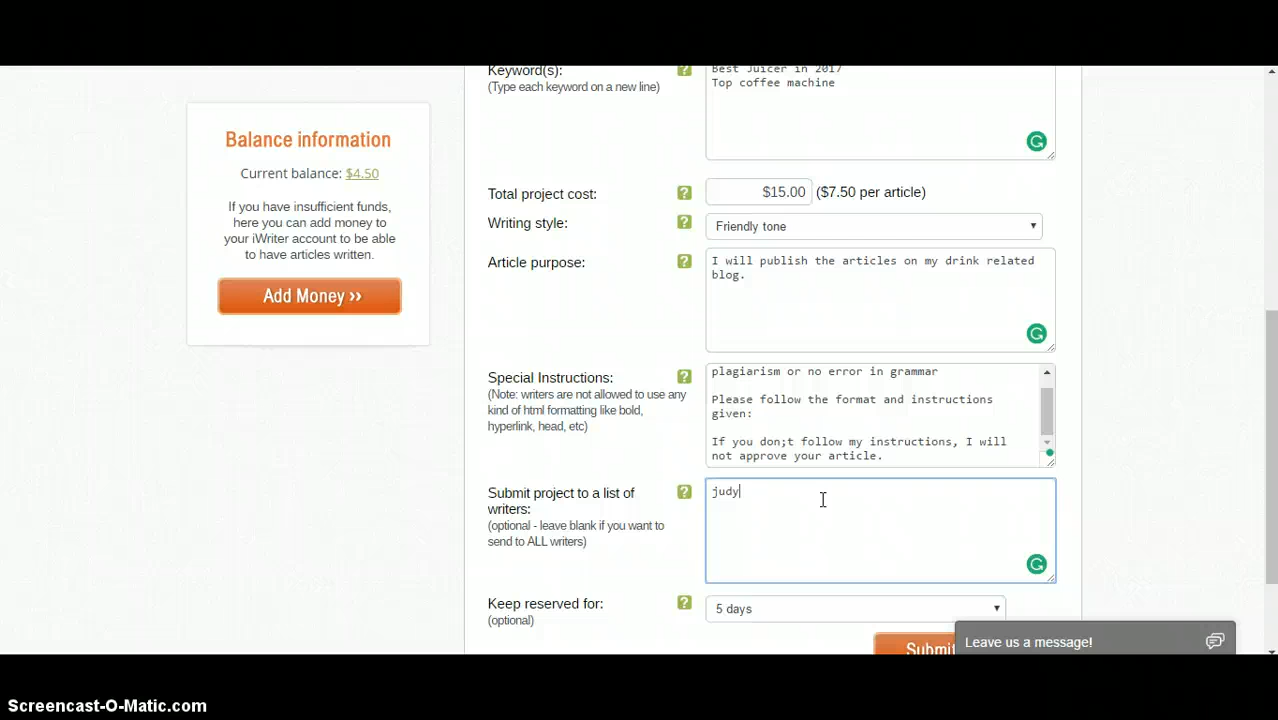 Keyword(s):
(Type each keyword on a new line)
Best Juicer in 2017
Top coffee machine
Balance information
Current balance: $4.50
If you have insufficient funds,
here you can add money to
your iWriter account to be able
to have articles written.
Add Money >>
Total project cost:
$15.00 ($7.50 per article)
Writing style:
Friendly tone
Article purpose:
I will publish the articles on my drink related
blog.
Special Instructions:
(Note: writers are not allowed to use any
kind of html formatting like bold,
hyperlink, head, etc)
plagiarism or no error in grammar
Please follow the format and instructions
given:
If you don;t follow my instructions, I will
not approve your article.
Submit project to a list of
writers:
(optional - leave blank if you want to
send to ALL writers)
judy
Keep reserved for:
(optional)
5 days
Submit
Leave us a message!
Screencast-O-Matic.com